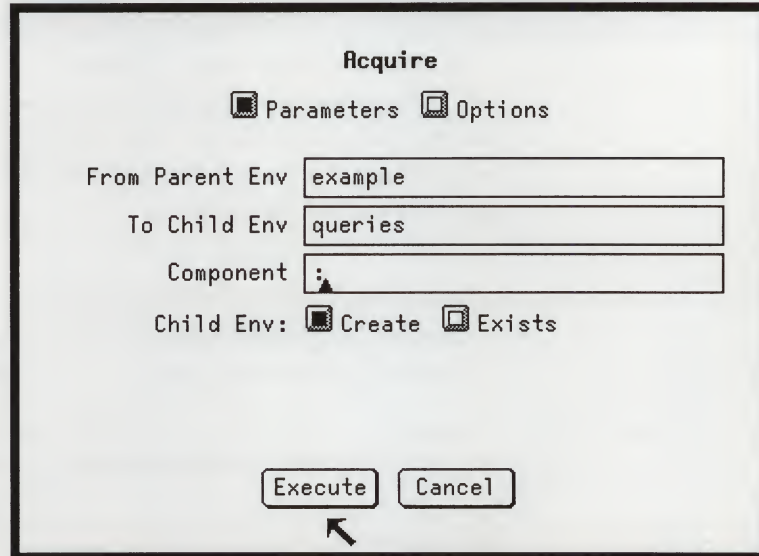 Acquire
Parameters Options
From Parent Env example
To Child Env queries
Component :
Child Env: Create Exists
Execute Cancel